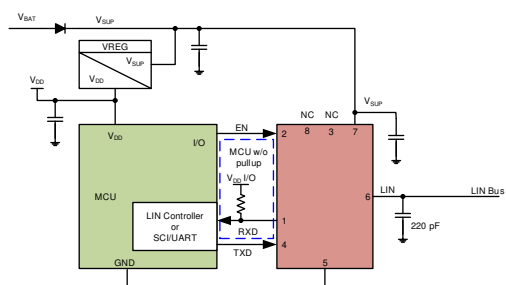 VBAT
VSUP
VREG
VSUP
VDD
VDD
VSUP
NC NC
EN
2 8 3 7
VDD
I/O
MCU w/o
pullup
VDD I/O
MCU
6
LIN
LIN Bus
LIN Controller
or
SCI/UART
1
RXD
220 pF
4
TXD
GND
5